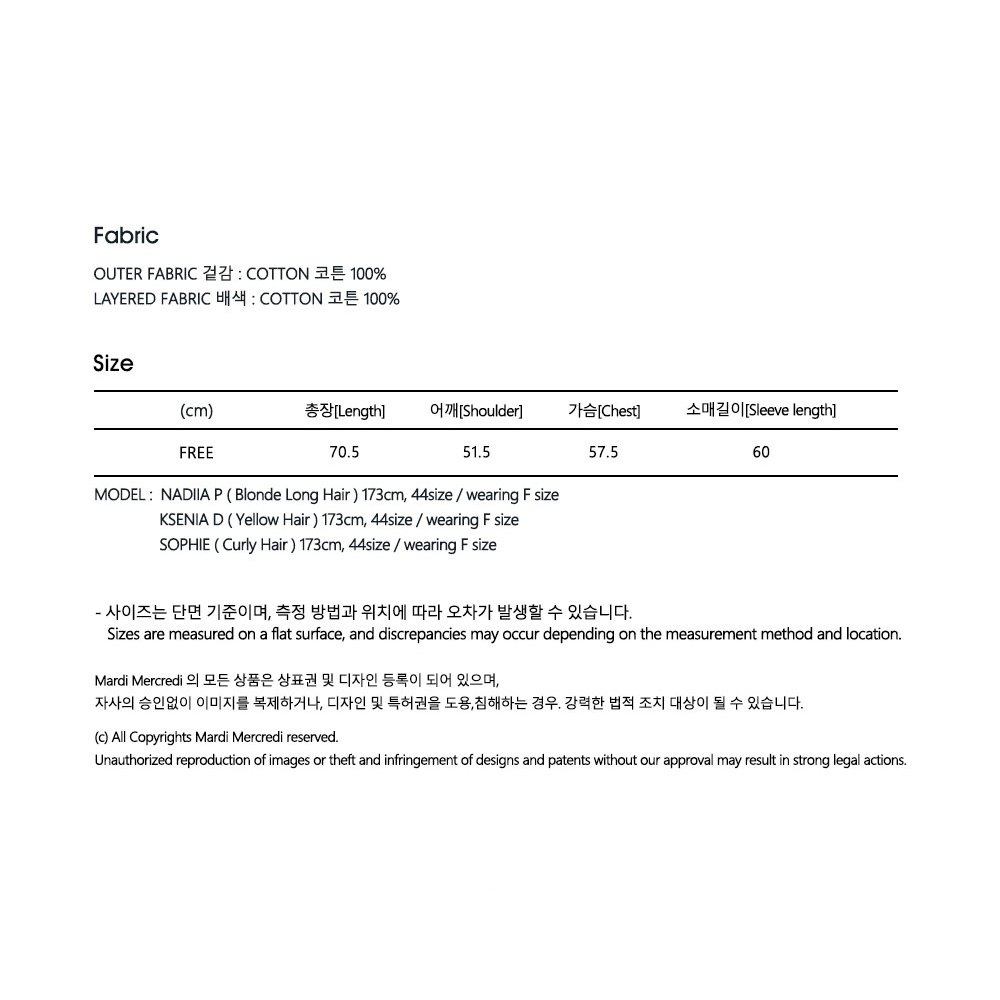 Fabric
OUTER FABRIC 겉감 : COTTON 코튼 100%
LAYERED FABRIC 배색 : COTTON 코튼 100%
Size
(cm) 총장[Length] 어깨[Shoulder] 가슴[Chest] 소매길이[Sleeve length]
FREE 70.5 51.5 57.5 60
MODEL : NADIIA P ( Blonde Long Hair ) 173cm, 44size / wearing F size
KSENIA D ( Yellow Hair ) 173cm, 44size / wearing F size
SOPHIE ( Curly Hair ) 173cm, 44size / wearing F size
- 사이즈는 단면 기준이며, 측정 방법과 위치에 따라 오차가 발생할 수 있습니다.
Sizes are measured on a flat surface, and discrepancies may occur depending on the measurement method and location.
Mardi Mercredi 의 모든 상품은 상표권 및 디자인 등록이 되어 있으며,
자사의 승인없이 이미지를 복제하거나, 디자인 및 특허권을 도용,침해하는 경우. 강력한 법적 조치 대상이 될 수 있습니다.
(c) All Copyrights Mardi Mercredi reserved.
Unauthorized reproduction of images or theft and infringement of designs and patents without our approval may result in strong legal actions.